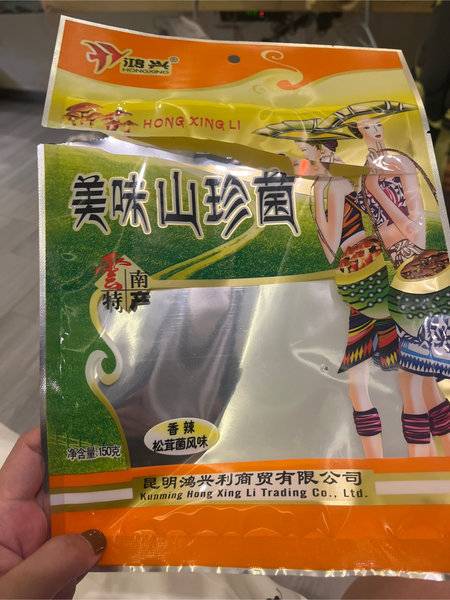 鸿兴®
HONGXING
HONG XING LI
美味山珍菌
雲南
特产
香辣
松茸菌风味
净含量:150克
昆明鸿兴利商贸有限公司
Kunming Hong Xing Li Trading Co., Ltd.